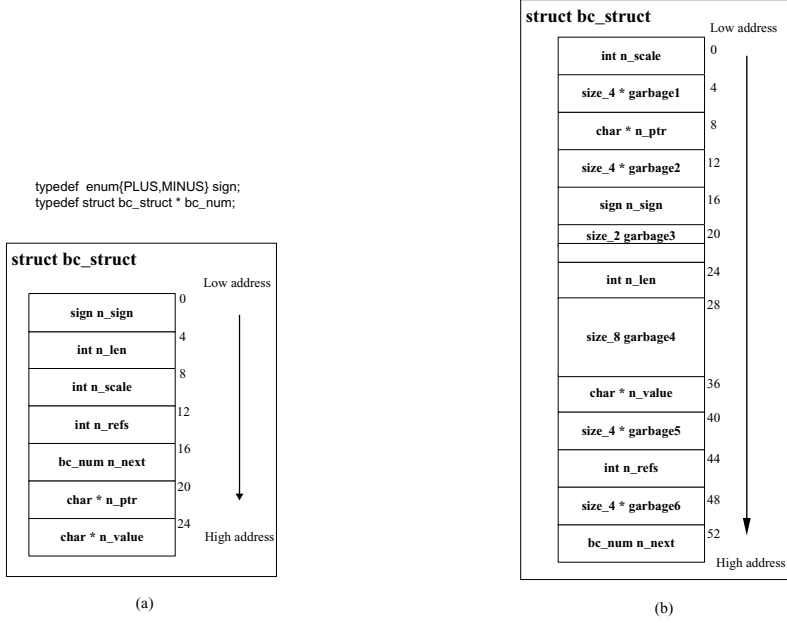 typedef enum{PLUS,MINUS} sign;
typedef struct bc_struct * bc_num;
struct bc_struct
Low address
0
sign n_sign
4
int n_len
8
int n_scale
12
int n_refs
16
bc_num n_next
20
char * n_ptr
24
char * n_value
High address
(a)
struct bc_struct
Low address
0
int n_scale
4
size_4 * garbage1
8
char * n_ptr
12
size_4 * garbage2
16
sign n_sign
20
size_2 garbage3
24
int n_len
28
size_8 garbage4
36
char * n_value
40
size_4 * garbage5
44
int n_refs
48
size_4 * garbage6
52
bc_num n_next
High address
(b)